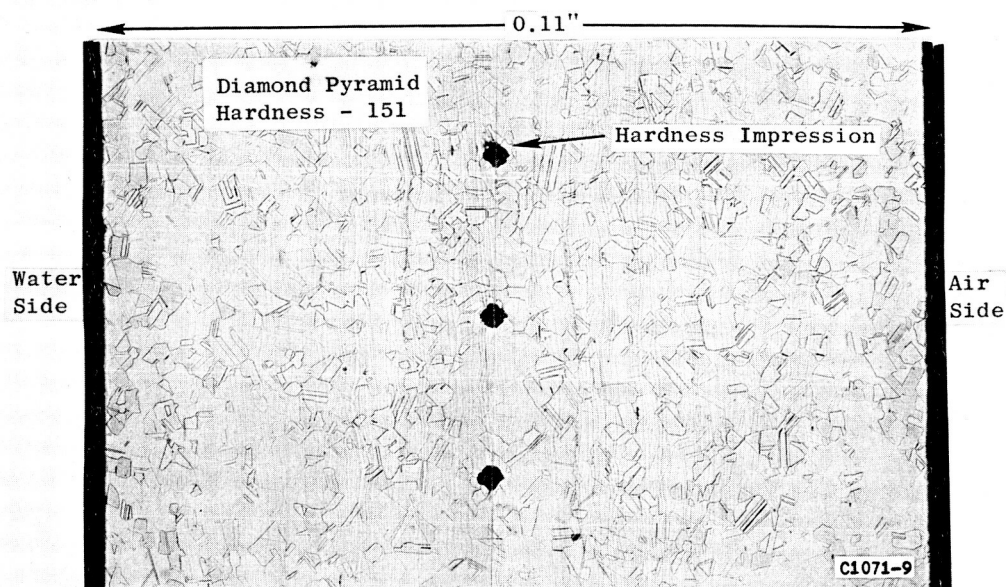 0.11"
Diamond Pyramid
Hardness - 151
Hardness Impression
Water
Side
Air
Side
C1071-9